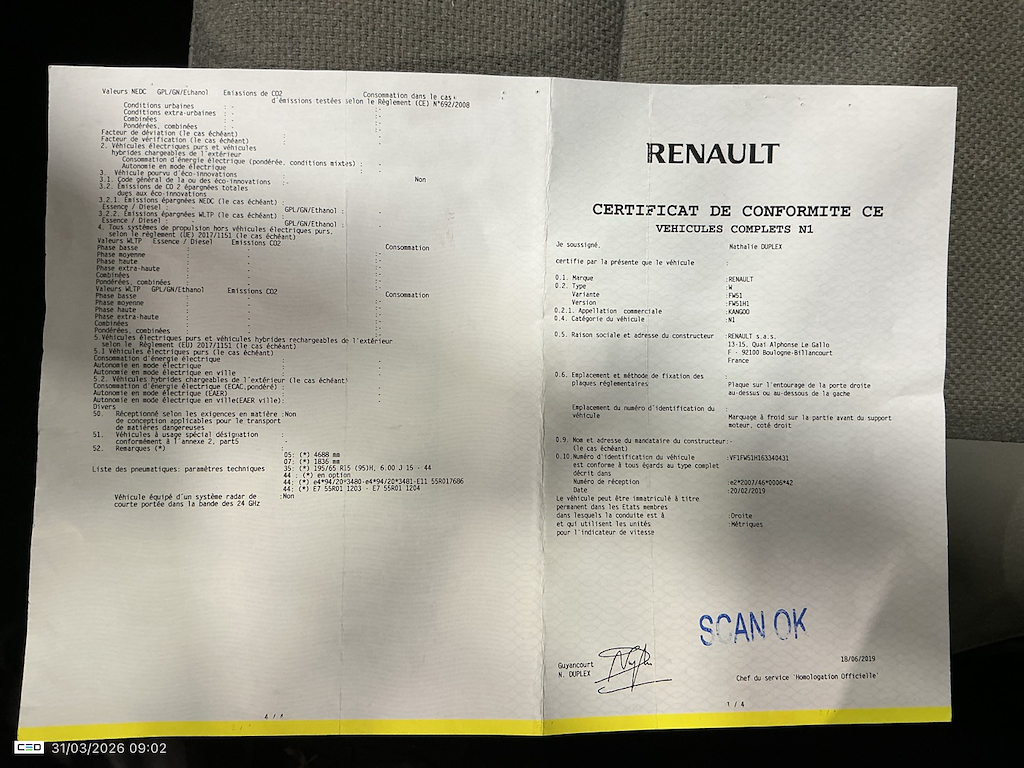 Valeurs NEDC GPL/GN/Ethanol Emissions de CO2 Consommation dans le cas
d'émissions testées selon le Règlement (CE) N°692/2008
Conditions urbaines : -
Conditions extra-urbaines : -
Combinées : -
Pondérées, combinées : -
Facteur de déviation (le cas échéant) :
Facteur de vérification (le cas échéant) :
2. Véhicules électriques purs et véhicules
hybrides chargeables de l'extérieur
Consommation d'énergie électrique (pondérée, conditions mixtes) : -
Autonomie en mode électrique :
3. Véhicule pourvu d'éco-innovations : Non
3.1. Code général de la ou des éco-innovations :-
3.2. Emissions de CO 2 épargnées totales
dues aux éco-innovations
3.2.1. Emissions épargnées NEDC (le cas échéant) :
Essence / Diesel : GPL/GN/Ethanol :
3.2.2. Emissions épargnées WLTP (le cas échéant) :
Essence / Diesel : GPL/GN/Ethanol :
4. Tous systèmes de propulsion hors véhicules électriques purs,
selon le règlement (UE) 2017/1151 (le cas échéant)
Valeurs WLTP Essence / Diesel Emissions CO2 Consommation
Phase basse :
Phase moyenne :
Phase haute :
Phase extra-haute :
Combinées :
Pondérées, combinées :
Valeurs WLTP GPL/GN/Ethanol Emissions CO2 Consommation
Phase basse :
Phase moyenne :
Phase haute :
Phase extra-haute :
Combinées :
Pondérées, combinées :
5.Véhicules électriques purs et véhicules hybrides rechargeables de l'extérieur
selon le Règlement (EU) 2017/1151 (le cas échéant)
5.1 Véhicules électriques purs (le cas échéant) :
Consommation d'énergie électrique :
Autonomie en mode électrique :
Autonomie en mode électrique en ville :
5.2. Véhicules hybrides chargeables de l'extérieur (le cas échéant)
Consommation d'énergie électrique (ECAC,pondéré) :
Autonomie en mode électrique (EAER) :
Autonomie en mode électrique en ville(EAER ville):
Divers
50. Réceptionné selon les exigences en matière :Non
de conception applicables pour le transport
de matières dangereuses
51. Véhicules à usage spécial désignation :
conformément à l'annexe 2, part5 -
52. Remarques (*) :
05: (*) 4688 mm
07: (*) 1836 mm
Liste des pneumatiques: paramètres techniques 35: (*) 195/65 R15 (95)H, 6.00 J 15 - 44
44 : (*) en option
44: (*) e4*94/20*3480-e4*94/20*3481-E11 55R017686
44: (*) E7 55R01 1203 - E7 55R01 1204
Véhicule équipé d'un système radar de :Non
courte portée dans la bande des 24 GHz
4 / 4
RENAULT
CERTIFICAT DE CONFORMITE CE
VEHICULES COMPLETS N1
Je soussigné, Nathalie DUPLEX
certifie par la présente que le véhicule :
0.1. Marque :RENAULT
0.2. Type :W
Variante :FW51
Version :FW51H1
0.2.1. Appellation commerciale :KANGOO
0.4. Catégorie du véhicule :N1
0.5. Raison sociale et adresse du constructeur :RENAULT s.a.s.
13-15, Quai Alphonse Le Gallo
F - 92100 Boulogne-Billancourt
France
0.6. Emplacement et méthode de fixation des :
plaques réglementaires Plaque sur l'entourage de la porte droite
au-dessus ou au-dessous de la gache
Emplacement du numéro d'identification du :
véhicule Marquage à froid sur la partie avant du support
moteur, coté droit
0.9. Nom et adresse du mandataire du constructeur:-
(le cas échéant)
0.10.Numéro d'identification du véhicule :VF1FW51H163340431
est conforme à tous égards au type complet
décrit dans
Numéro de réception :e2*2007/46*0006*42
Date :20/02/2019
Le véhicule peut être immatriculé à titre
permanent dans les Etats membres
dans lesquels la conduite est à :Droite
et qui utilisent les unités :Métriques
pour l'indicateur de vitesse
SCAN OK
Guyancourt 18/06/2019
N. DUPLEX Chef du service 'Homologation Officielle'
1 / 4
CEO 31/03/2026 09:02